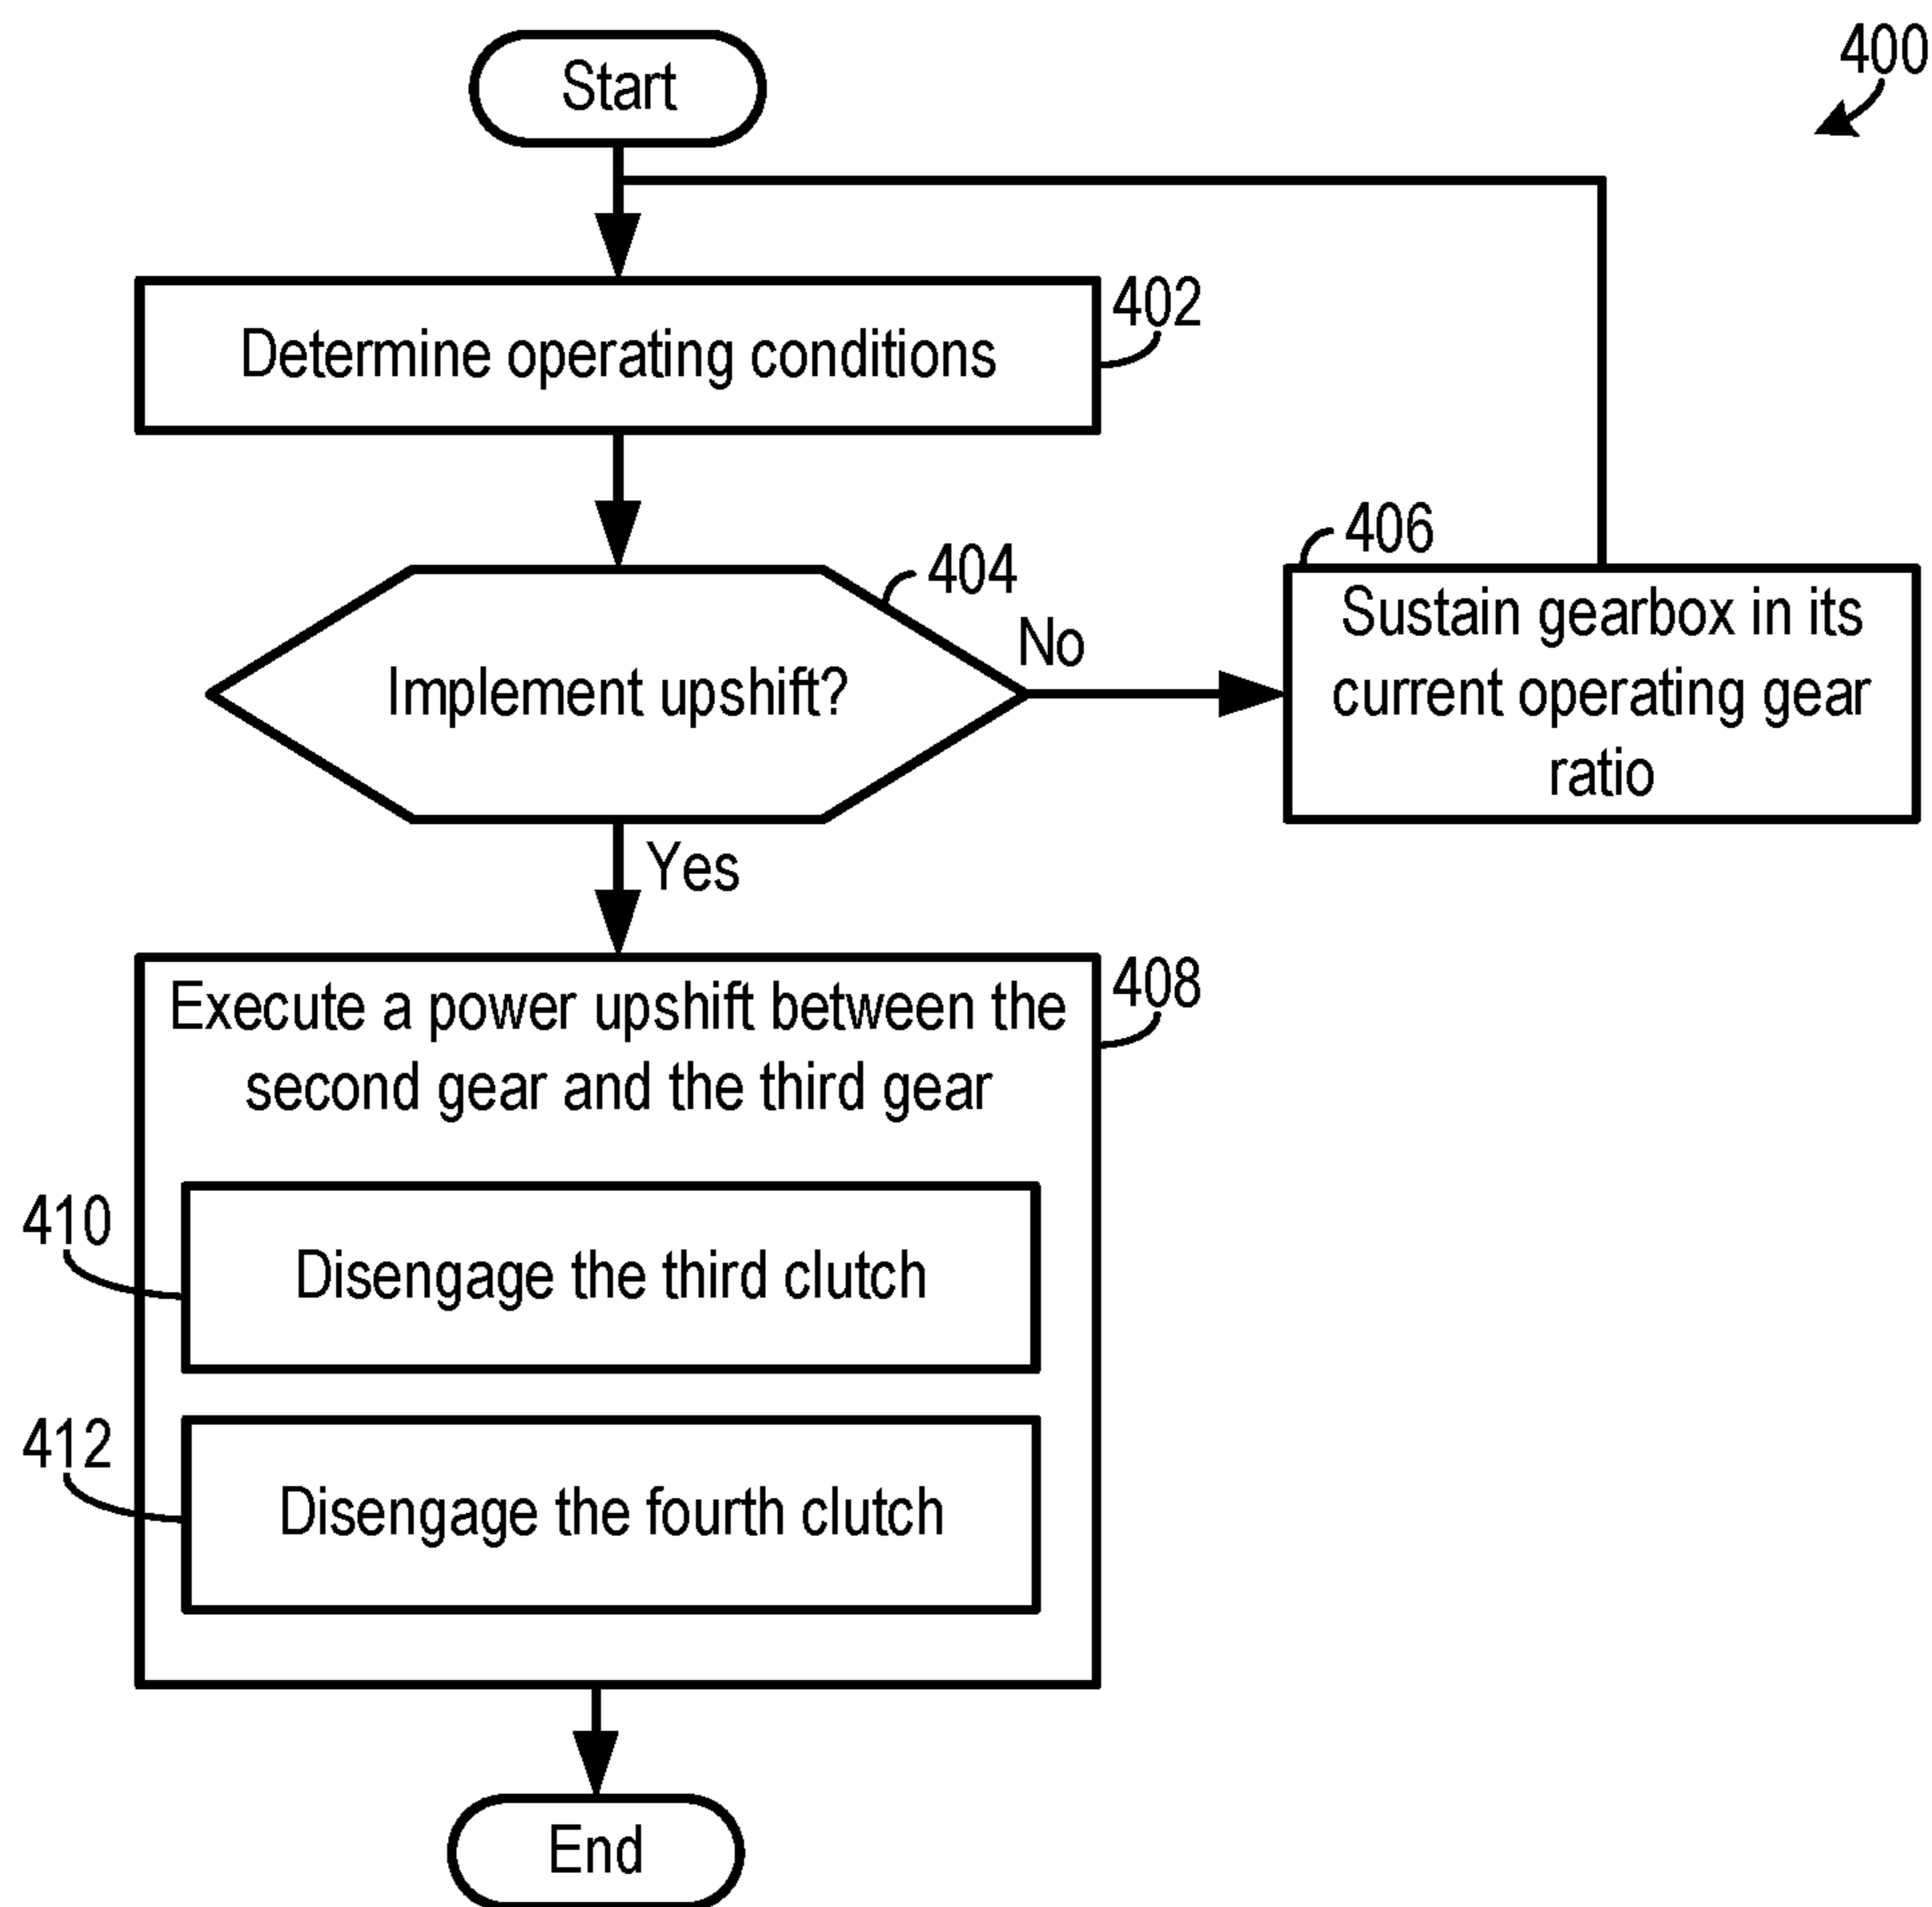 Start
400
Determine operating conditions
402
Implement upshift?
404
No
406
Sustain gearbox in its
current operating gear
ratio
Yes
408
Execute a power upshift between the
second gear and the third gear
410
Disengage the third clutch
412
Disengage the fourth clutch
End